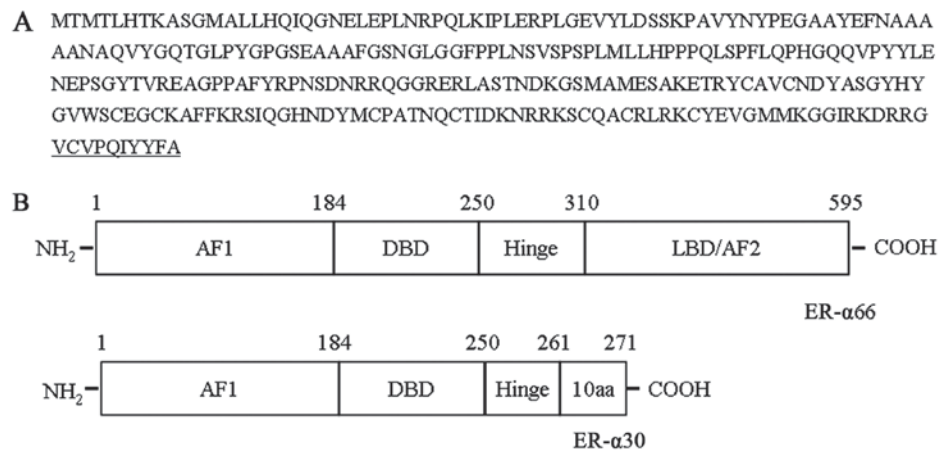 A MTMTLHTKASGMALLHQIQGNELEPLNRPQLKIPLERPLGEVYLDSSKPAVYNYPEGAAYEFNAAA
AANAQVYGQTGLPYGPGSEAAAFGSNGLGGFPPLNSVSPSPLMLLHPPPQLSPFLQPHGQQVPYYLE
NEPSGYTVREAGPPAFYRPNSDNRRQGGRERLASTNDKGSMAMESAKETRYCAVCNDYASGYHY
GVWSCEGCKAFFKRSIQGHNDYMCPATNQCTIDKNRRKSCQACRLRKCYEVGMMKGGIRKDRRG
VCVPQIYYFA
B 1 184 250 310 595
NH2 AF1 DBD Hinge LBD/AF2 COOH
ER-α66
1 184 250 261 271
NH2 AF1 DBD Hinge 10aa COOH
ER-α30